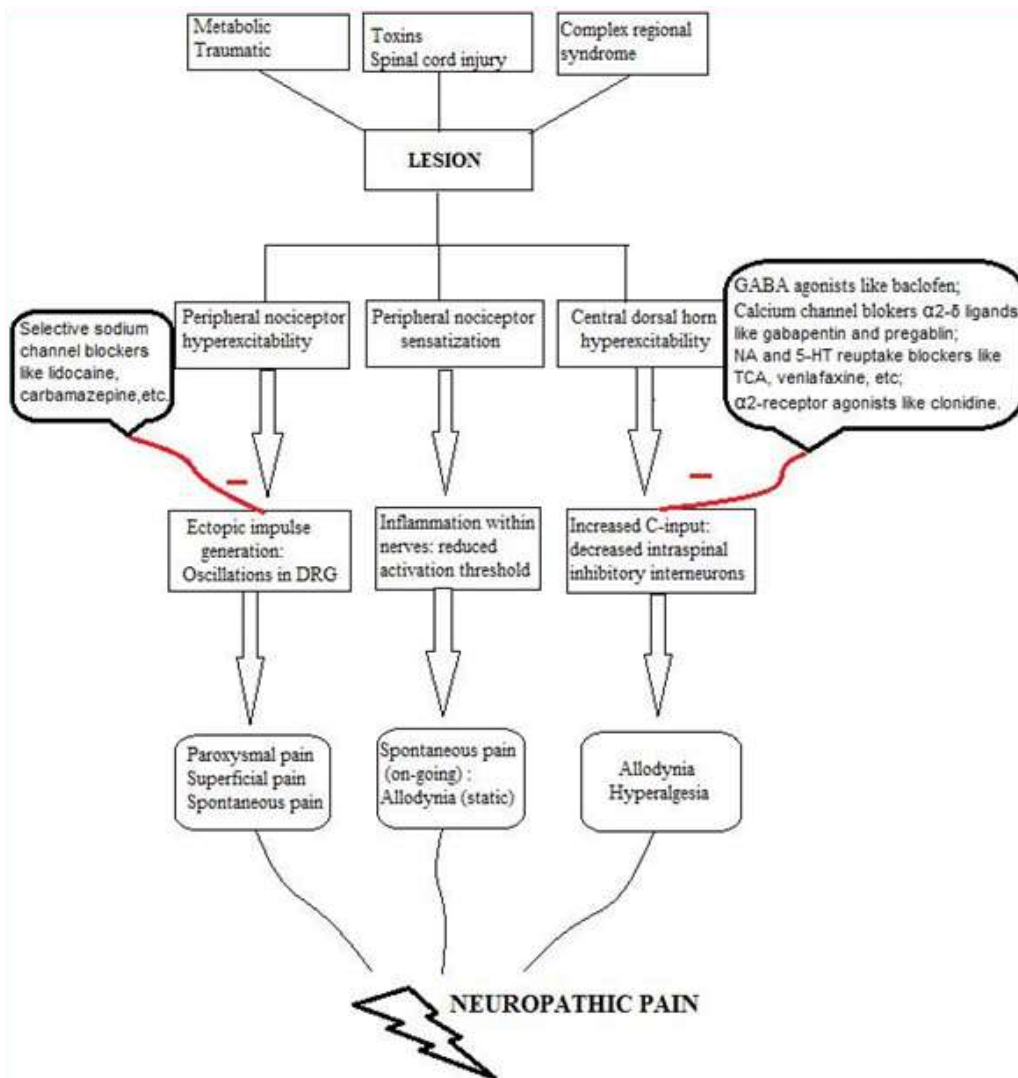 Metabolic
Traumatic
Toxins
Spinal cord injury
Complex regional
syndrome
LESION
Peripheral nociceptor
hyperexcitability
Peripheral nociceptor
sensatization
Central dorsal horn
hyperexcitability
Selective sodium
channel blockers
like lidocaine,
carbamazepine,etc.
GABA agonists like baclofen;
Calcium channel blokers α2-δ ligands
like gabapentin and pregablin;
NA and 5-HT reuptake blockers like
TCA, venlafaxine, etc;
α2-receptor agonists like clonidine.
–
–
Ectopic impulse
generation:
Oscillations in DRG
Inflammation within
nerves: reduced
activation threshold
Increased C-input:
decreased intraspinal
inhibitory interneurons
Paroxysmal pain
Superficial pain
Spontaneous pain
Spontaneous pain
(on-going) :
Allodynia (static)
Allodynia
Hyperalgesia
NEUROPATHIC PAIN